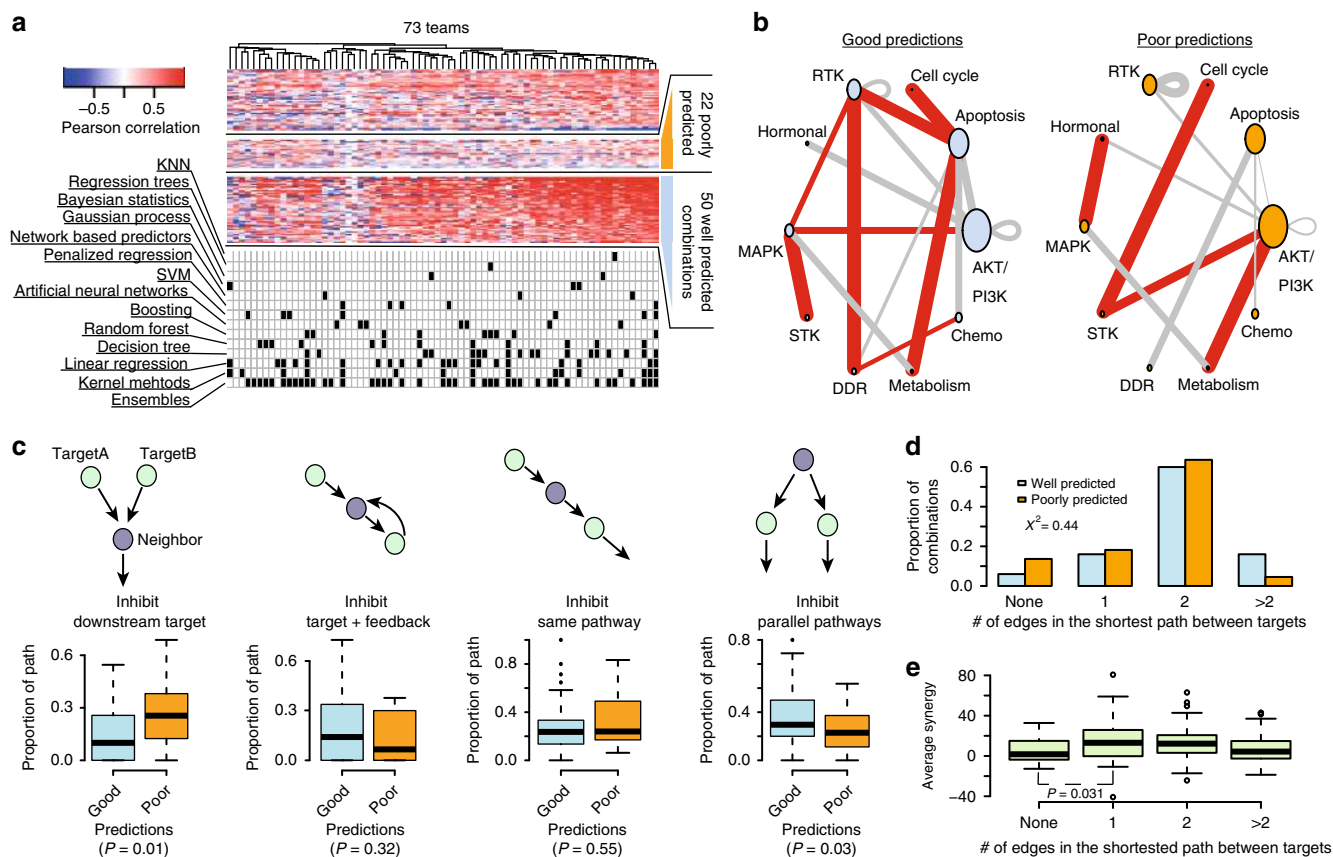 a
73 teams
−0.5
0.5
Pearson correlation
22 poorly
predicted
50 well predicted
combinations
KNN
Regression trees
Bayesian statistics
Gaussian process
Network based predictors
Penalized regression
SVM
Artificial neural networks
Boosting
Random forest
Decision tree
Linear regression
Kernel mehtods
Ensembles
b
Good predictions
RTK
Cell cycle
Apoptosis
Hormonal
MAPK
AKT/
PI3K
STK
Chemo
DDR
Metabolism
Poor predictions
RTK
Cell cycle
Apoptosis
Hormonal
MAPK
AKT/
PI3K
STK
Chemo
DDR
Metabolism
c
TargetA
TargetB
Neighbor
Inhibit
downstream target
Proportion of path
0.6
0.3
0.0
Good
Poor
Predictions
(P = 0.01)
Inhibit
target + feedback
Proportion of path
0.6
0.3
0.0
Good
Poor
Predictions
(P = 0.32)
Inhibit
same pathway
Proportion of path
0.8
0.4
0.0
Good
Poor
Predictions
(P = 0.55)
Inhibit
parallel pathways
Proportion of path
0.8
0.4
0.0
Good
Poor
Predictions
(P = 0.03)
d
Proportion of
combinations
0.6
0.4
0.2
0.0
Well predicted
Poorly predicted
X² = 0.44
None
1
2
>2
# of edges in the shortest path between targets
e
Average synergy
80
40
0
−40
P = 0.031
None
1
2
>2
# of edges in the shortested path between targets